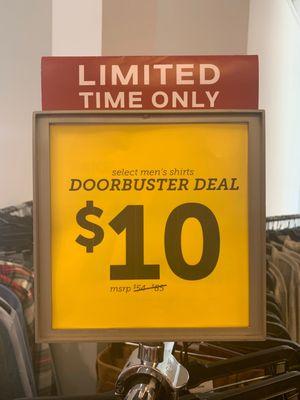 LIMITED
TIME ONLY
select men's shirts
DOORBUSTER DEAL
$10
msrp $54-$85